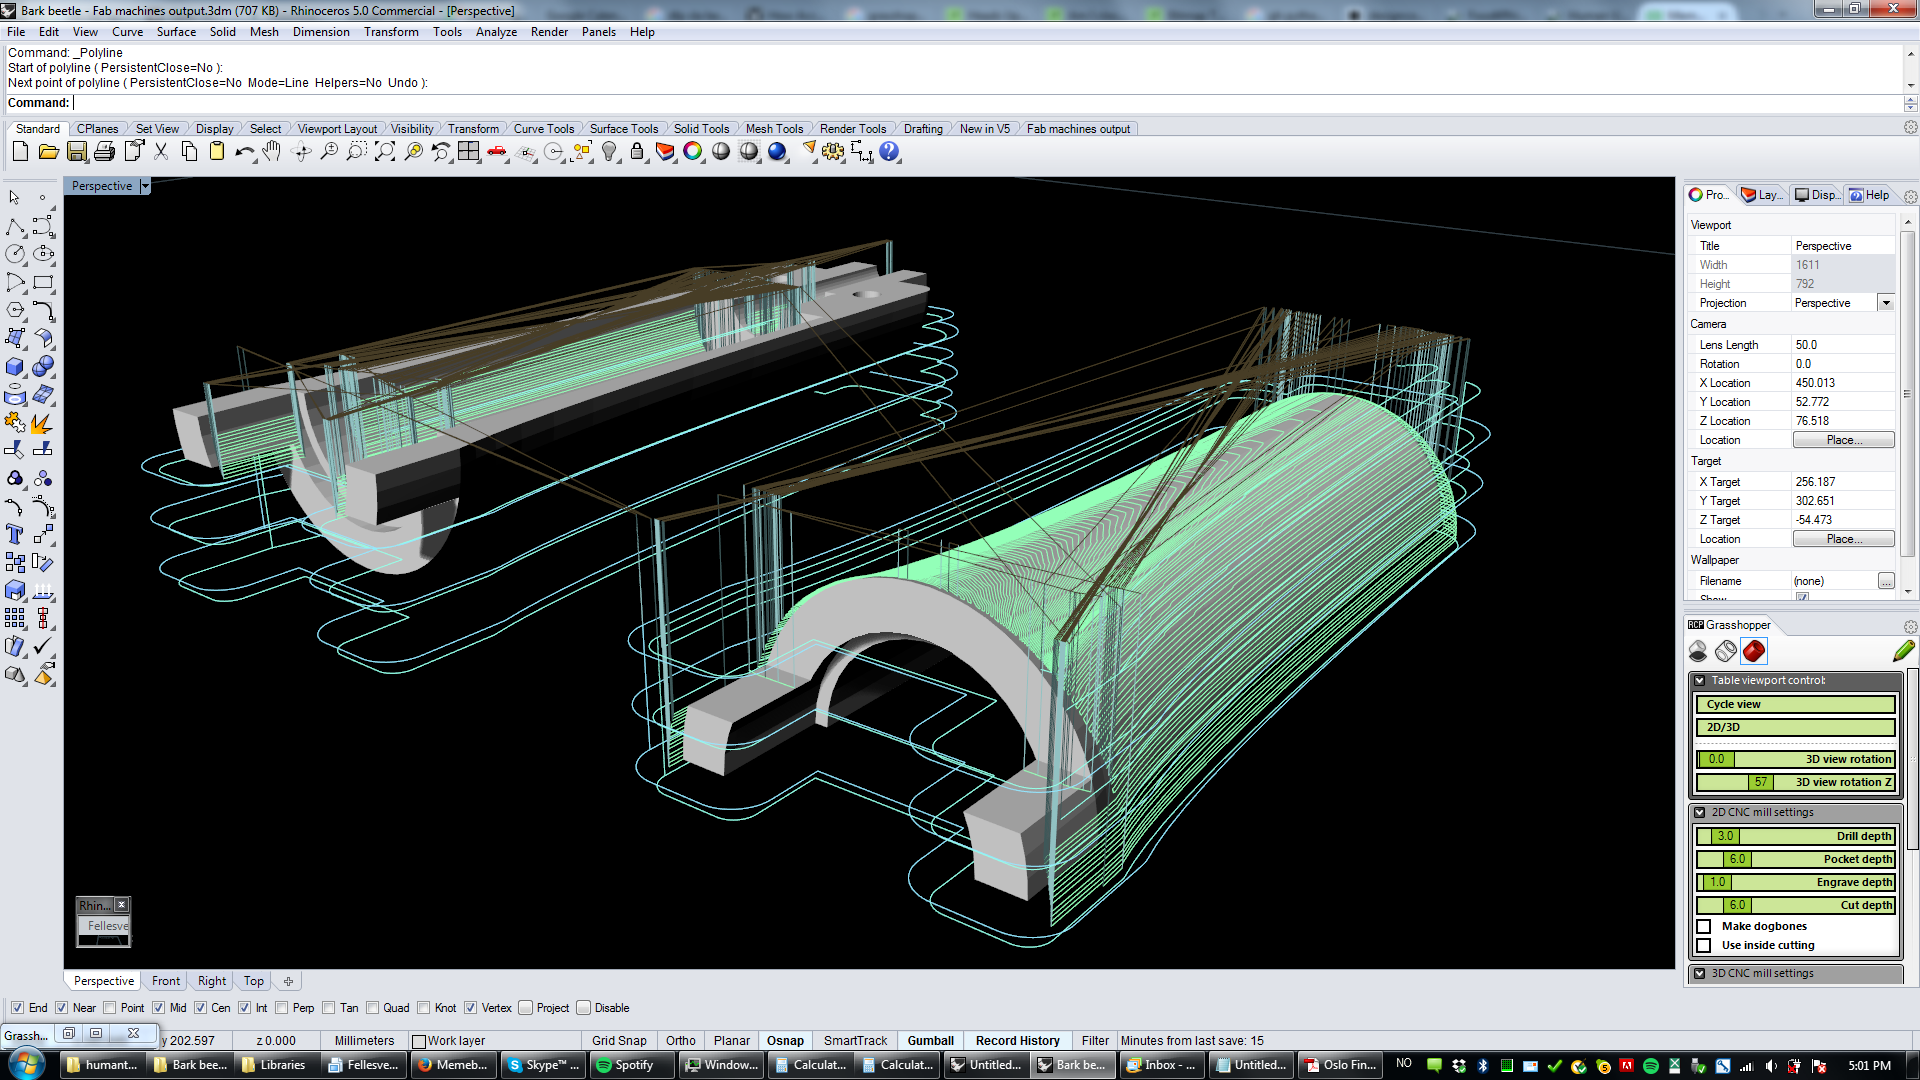 Bark beetle - Fab machines output.3dm (707 KB) - Rhinoceros 5.0 Commercial - [Perspective]
File Edit View Curve Surface Solid Mesh Dimension Transform Tools Analyze Render Panels Help
Command: _Polyline
Start of polyline ( PersistentClose=No ):
Next point of polyline ( PersistentClose=No Mode=Line Helpers=No Undo ):
Command:
Standard CPlanes Set View Display Select Viewport Layout Visibility Transform Curve Tools Surface Tools Solid Tools Mesh Tools Render Tools Drafting New in V5 Fab machines output
Perspective
Pro... Lay... Disp... Help
Viewport
Title Perspective
Width 1611
Height 792
Projection Perspective
Camera
Lens Length 50.0
Rotation 0.0
X Location 450.013
Y Location 52.772
Z Location 76.518
Location Place...
Target
X Target 256.187
Y Target 302.651
Z Target -54.473
Location Place...
Wallpaper
Filename (none) ...
Show
RCP Grasshopper
Table viewport control:
Cycle view
2D/3D
0.0 3D view rotation
57 3D view rotation Z
2D CNC mill settings
3.0 Drill depth
6.0 Pocket depth
1.0 Engrave depth
6.0 Cut depth
Make dogbones
Use inside cutting
3D CNC mill settings
Rhin...
Fellesve
Perspective Front Right Top
End Near Point Mid Cen Int Perp Tan Quad Knot Vertex Project Disable
Grassh... y 202.597 z 0.000 Millimeters Work layer Grid Snap Ortho Planar Osnap SmartTrack Gumball Record History Filter Minutes from last save: 15
humant... Bark bee... Libraries Fellesve... Memeb... Skype™ ... Spotify Window... Calculat... Calculat... Untitled... Bark be... Inbox - ... Untitled... Oslo Fin... NO 5:01 PM